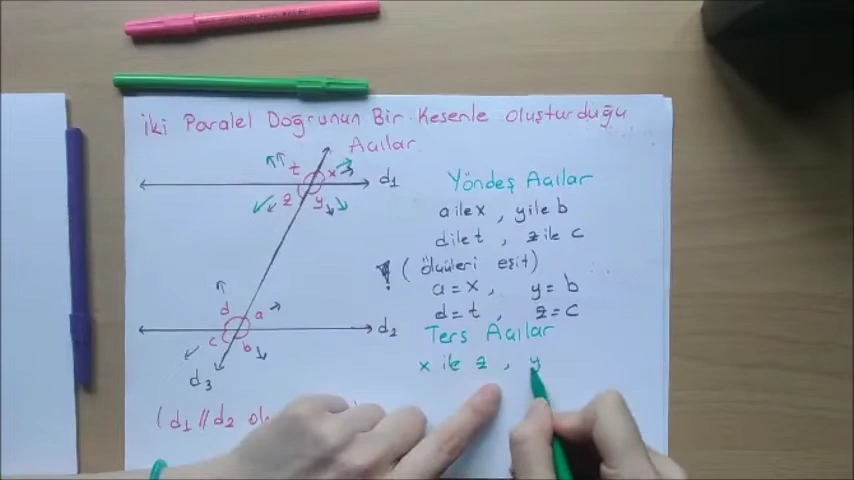 iki Paralel Doğrunun Bir Kesenle oluşturduğu
Açılar
t x d1
z y
d a
c b d2
d3
(d1 // d2
Yöndeş Açılar
a ile x , y ile b
d ile t , z ile c
! ( ölçüleri eşit)
a = x , y = b
d = t , z = c
Ters Açılar
x ile z , y